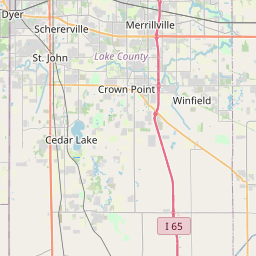 Merrillville
Dyer
Schererville
Lake County
St. John
Crown Point
Winfield
Cedar Lake
I 65